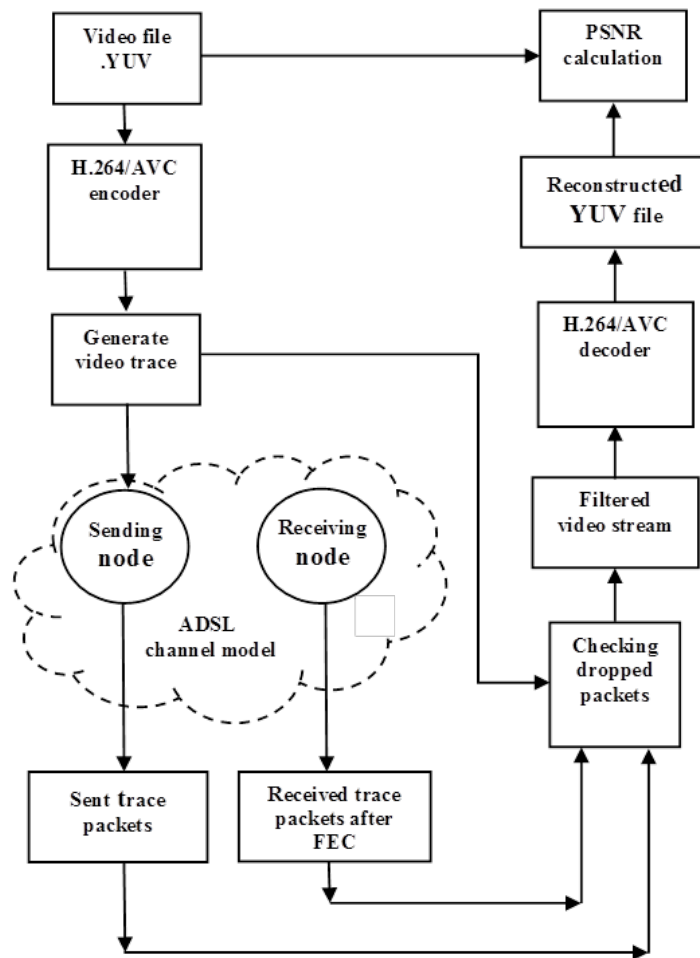 Video file
.YUV
PSNR
calculation
H.264/AVC
encoder
Reconstructed
YUV file
Generate
video trace
H.264/AVC
decoder
Sending
node
Receiving
node
Filtered
video stream
ADSL
channel model
Checking
dropped
packets
Sent trace
packets
Received trace
packets after
FEC